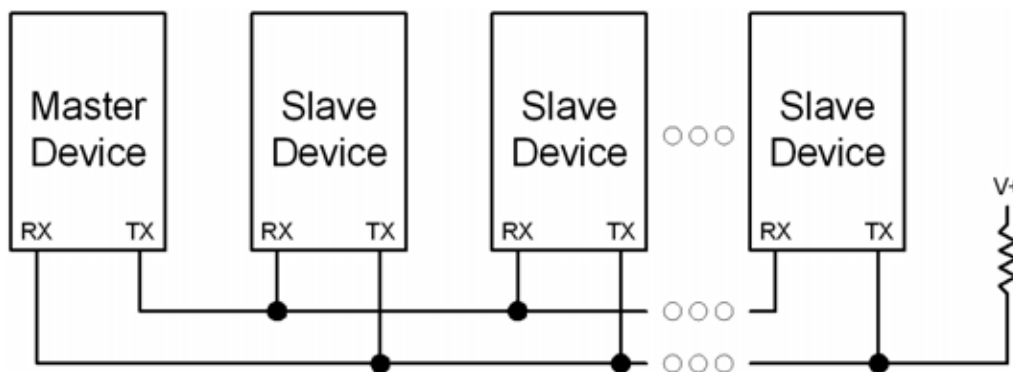 Master
Device
Slave
Device
Slave
Device
Slave
Device
RX TX
RX TX
RX TX
RX TX
V+